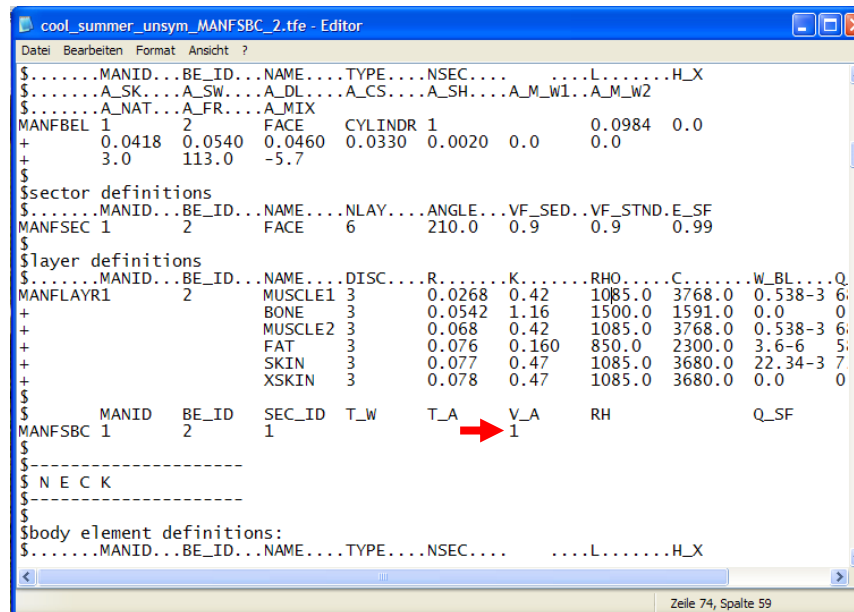 cool_summer_unsym_MANFSBC_2.tfe - Editor
Datei Bearbeiten Format Ansicht ?
$.......MANID...BE_ID...NAME....TYPE....NSEC.... ....L.......H_X
$.......A_SK....A_SW....A_DL....A_CS....A_SH....A_M_W1..A_M_W2
$.......A_NAT...A_FR....A_MIX
MANFBEL 1 2 FACE CYLINDR 1 0.0984 0.0
+ 0.0418 0.0540 0.0460 0.0330 0.0020 0.0 0.0
+ 3.0 113.0 -5.7
$
$sector definitions
$.......MANID...BE_ID...NAME....NLAY....ANGLE...VF_SED..VF_STND.E_SF
MANFSEC 1 2 FACE 6 210.0 0.9 0.9 0.99
$
$layer definitions
$.......MANID...BE_ID...NAME....DISC....R.......K.......RHO.....C.......W_BL....Q_
MANFLAYR1 2 MUSCLE1 3 0.0268 0.42 1085.0 3768.0 0.538-3 68
+ BONE 3 0.0542 1.16 1500.0 1591.0 0.0 0
+ MUSCLE2 3 0.068 0.42 1085.0 3768.0 0.538-3 68
+ FAT 3 0.076 0.160 850.0 2300.0 3.6-6 58
+ SKIN 3 0.077 0.47 1085.0 3680.0 22.34-3 7
+ XSKIN 3 0.078 0.47 1085.0 3680.0 0.0 0
$
$ MANID BE_ID SEC_ID T_W T_A V_A RH Q_SF
MANFSBC 1 2 1 1
$
$---------------------
$ N E C K
$---------------------
$
$body element definitions:
$.......MANID...BE_ID...NAME....TYPE....NSEC.... ....L.......H_X
Zeile 74, Spalte 59